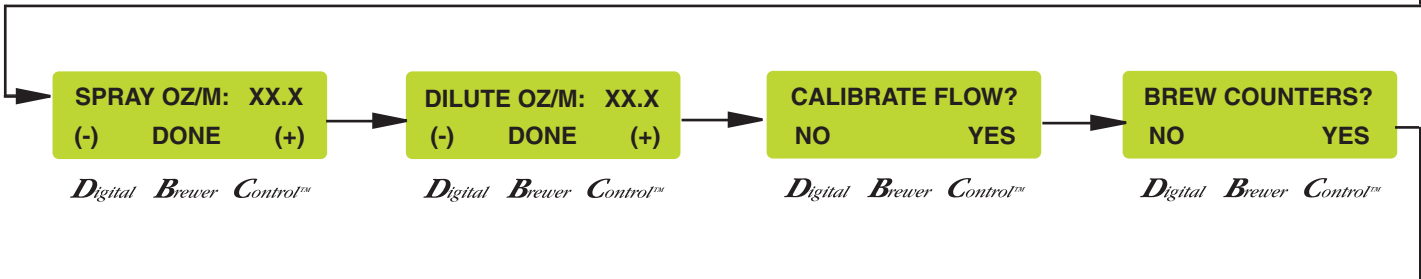 SPRAY OZ/M: XX.X
(-) DONE (+)
Digital Brewer Control™
DILUTE OZ/M: XX.X
(-) DONE (+)
Digital Brewer Control™
CALIBRATE FLOW?
NO YES
Digital Brewer Control™
BREW COUNTERS?
NO YES
Digital Brewer Control™